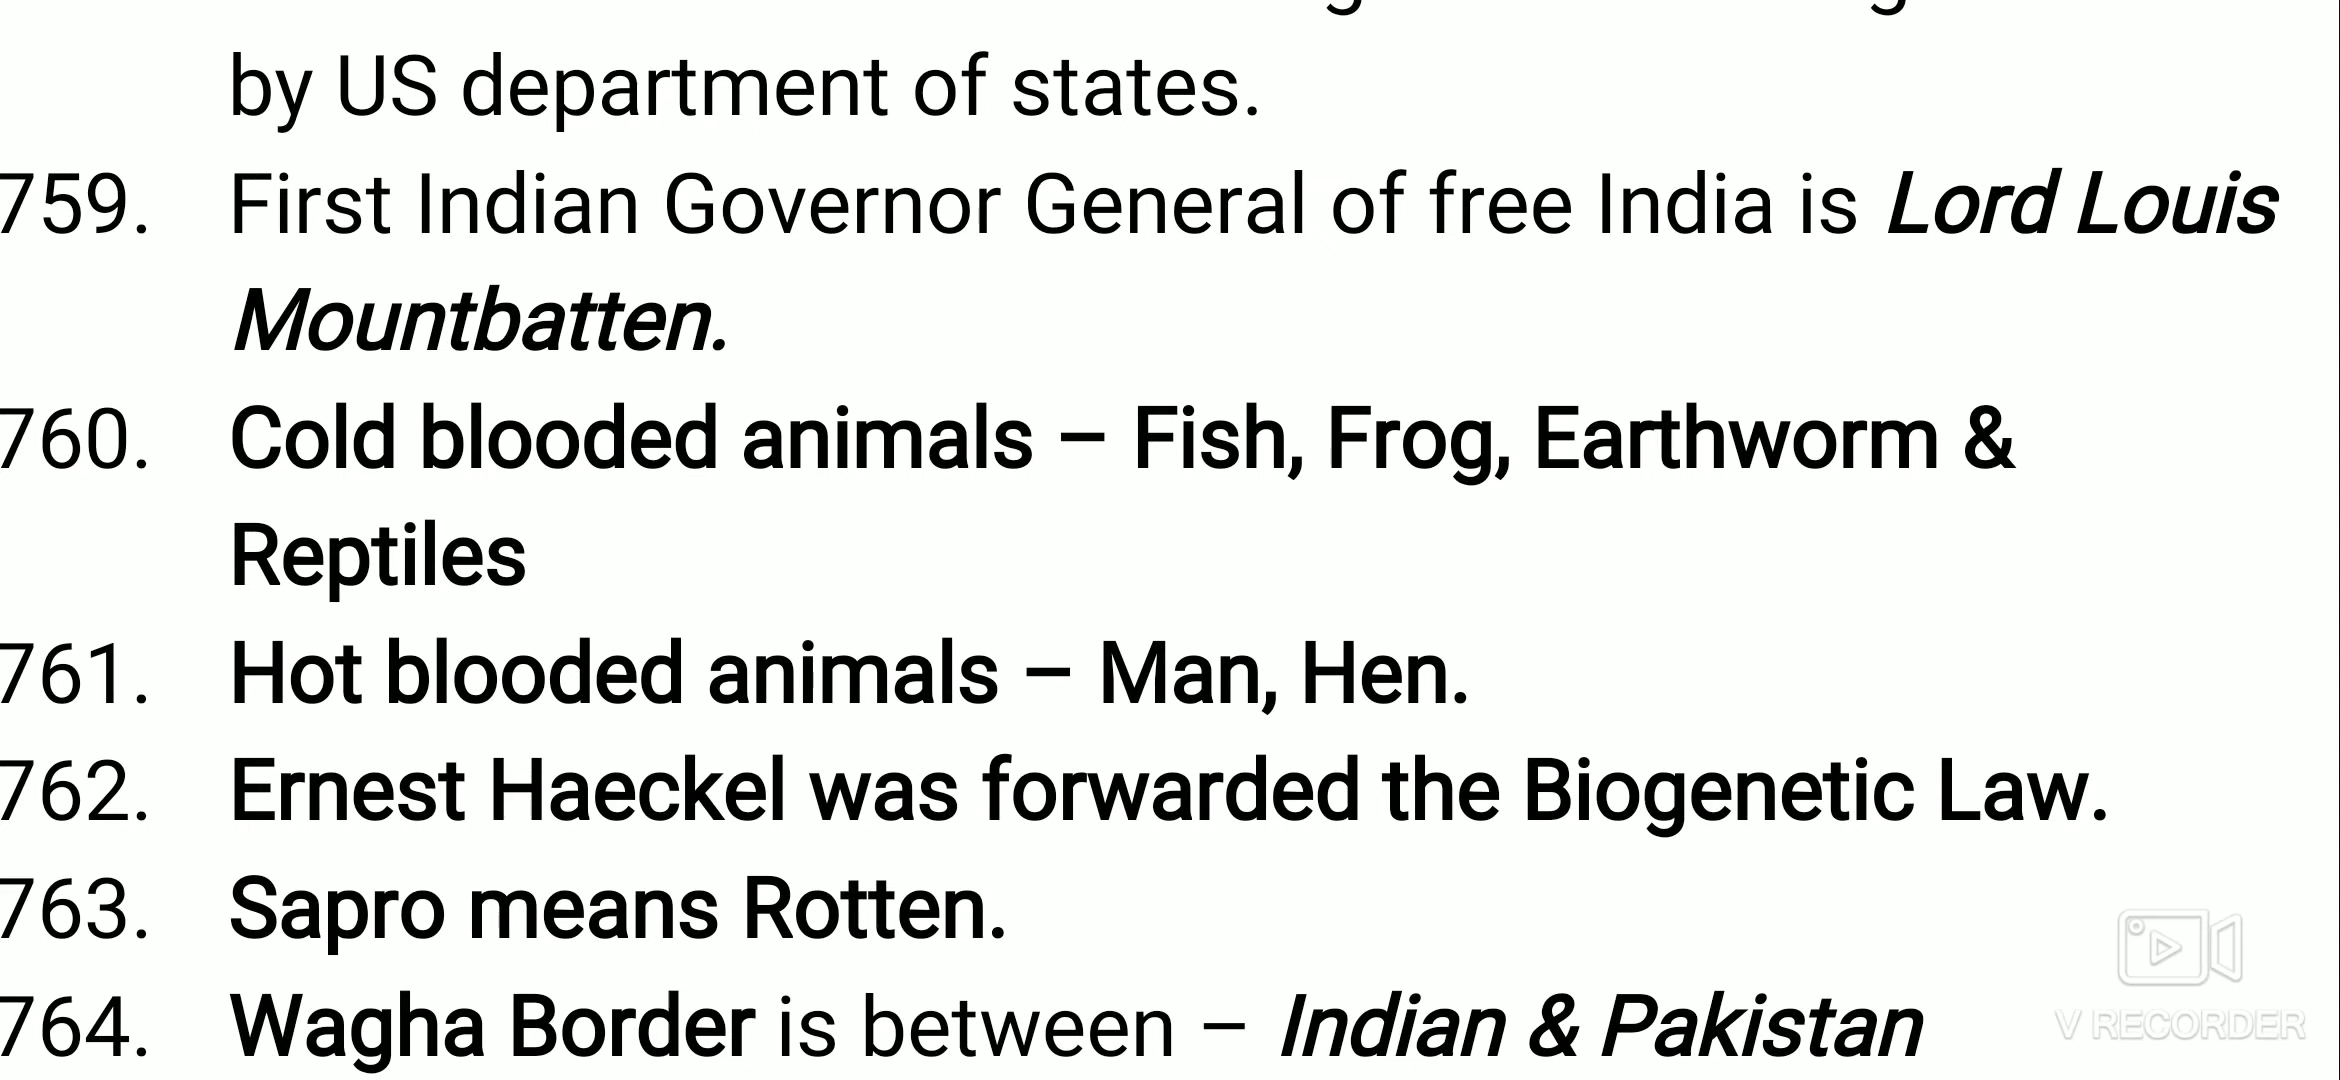 by US department of states.
759. First Indian Governor General of free India is Lord Louis
Mountbatten.
760. Cold blooded animals – Fish, Frog, Earthworm &
Reptiles
761. Hot blooded animals – Man, Hen.
762. Ernest Haeckel was forwarded the Biogenetic Law.
763. Sapro means Rotten.
764. Wagha Border is between – Indian & Pakistan
V RECORDER